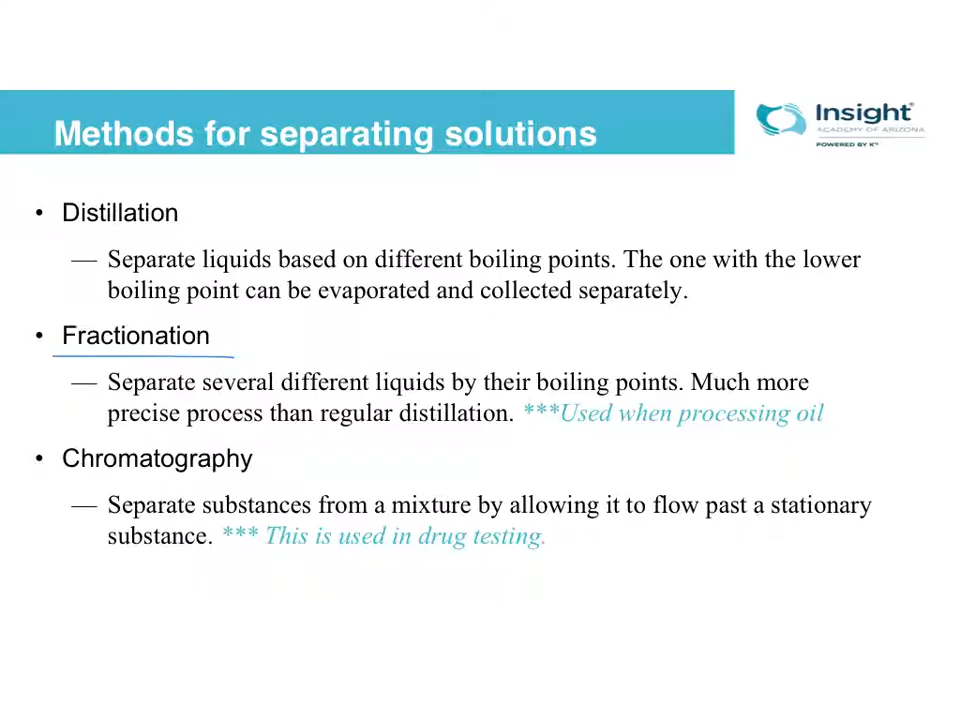 Methods for separating solutions
Insight®
ACADEMY OF ARIZONA
POWERED BY K¹²
• Distillation
— Separate liquids based on different boiling points. The one with the lower
boiling point can be evaporated and collected separately.
• Fractionation
— Separate several different liquids by their boiling points. Much more
precise process than regular distillation. ***Used when processing oil
• Chromatography
— Separate substances from a mixture by allowing it to flow past a stationary
substance. *** This is used in drug testing.